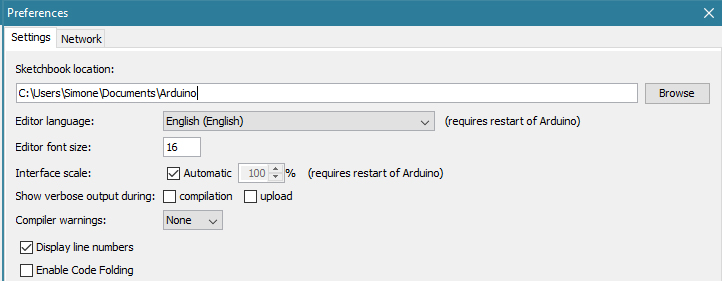 Preferences
Settings Network
Sketchbook location:
C:\Users\Simone\Documents\Arduino Browse
Editor language: English (English) (requires restart of Arduino)
Editor font size: 16
Interface scale: Automatic 100 % (requires restart of Arduino)
Show verbose output during: compilation upload
Compiler warnings: None
Display line numbers
Enable Code Folding